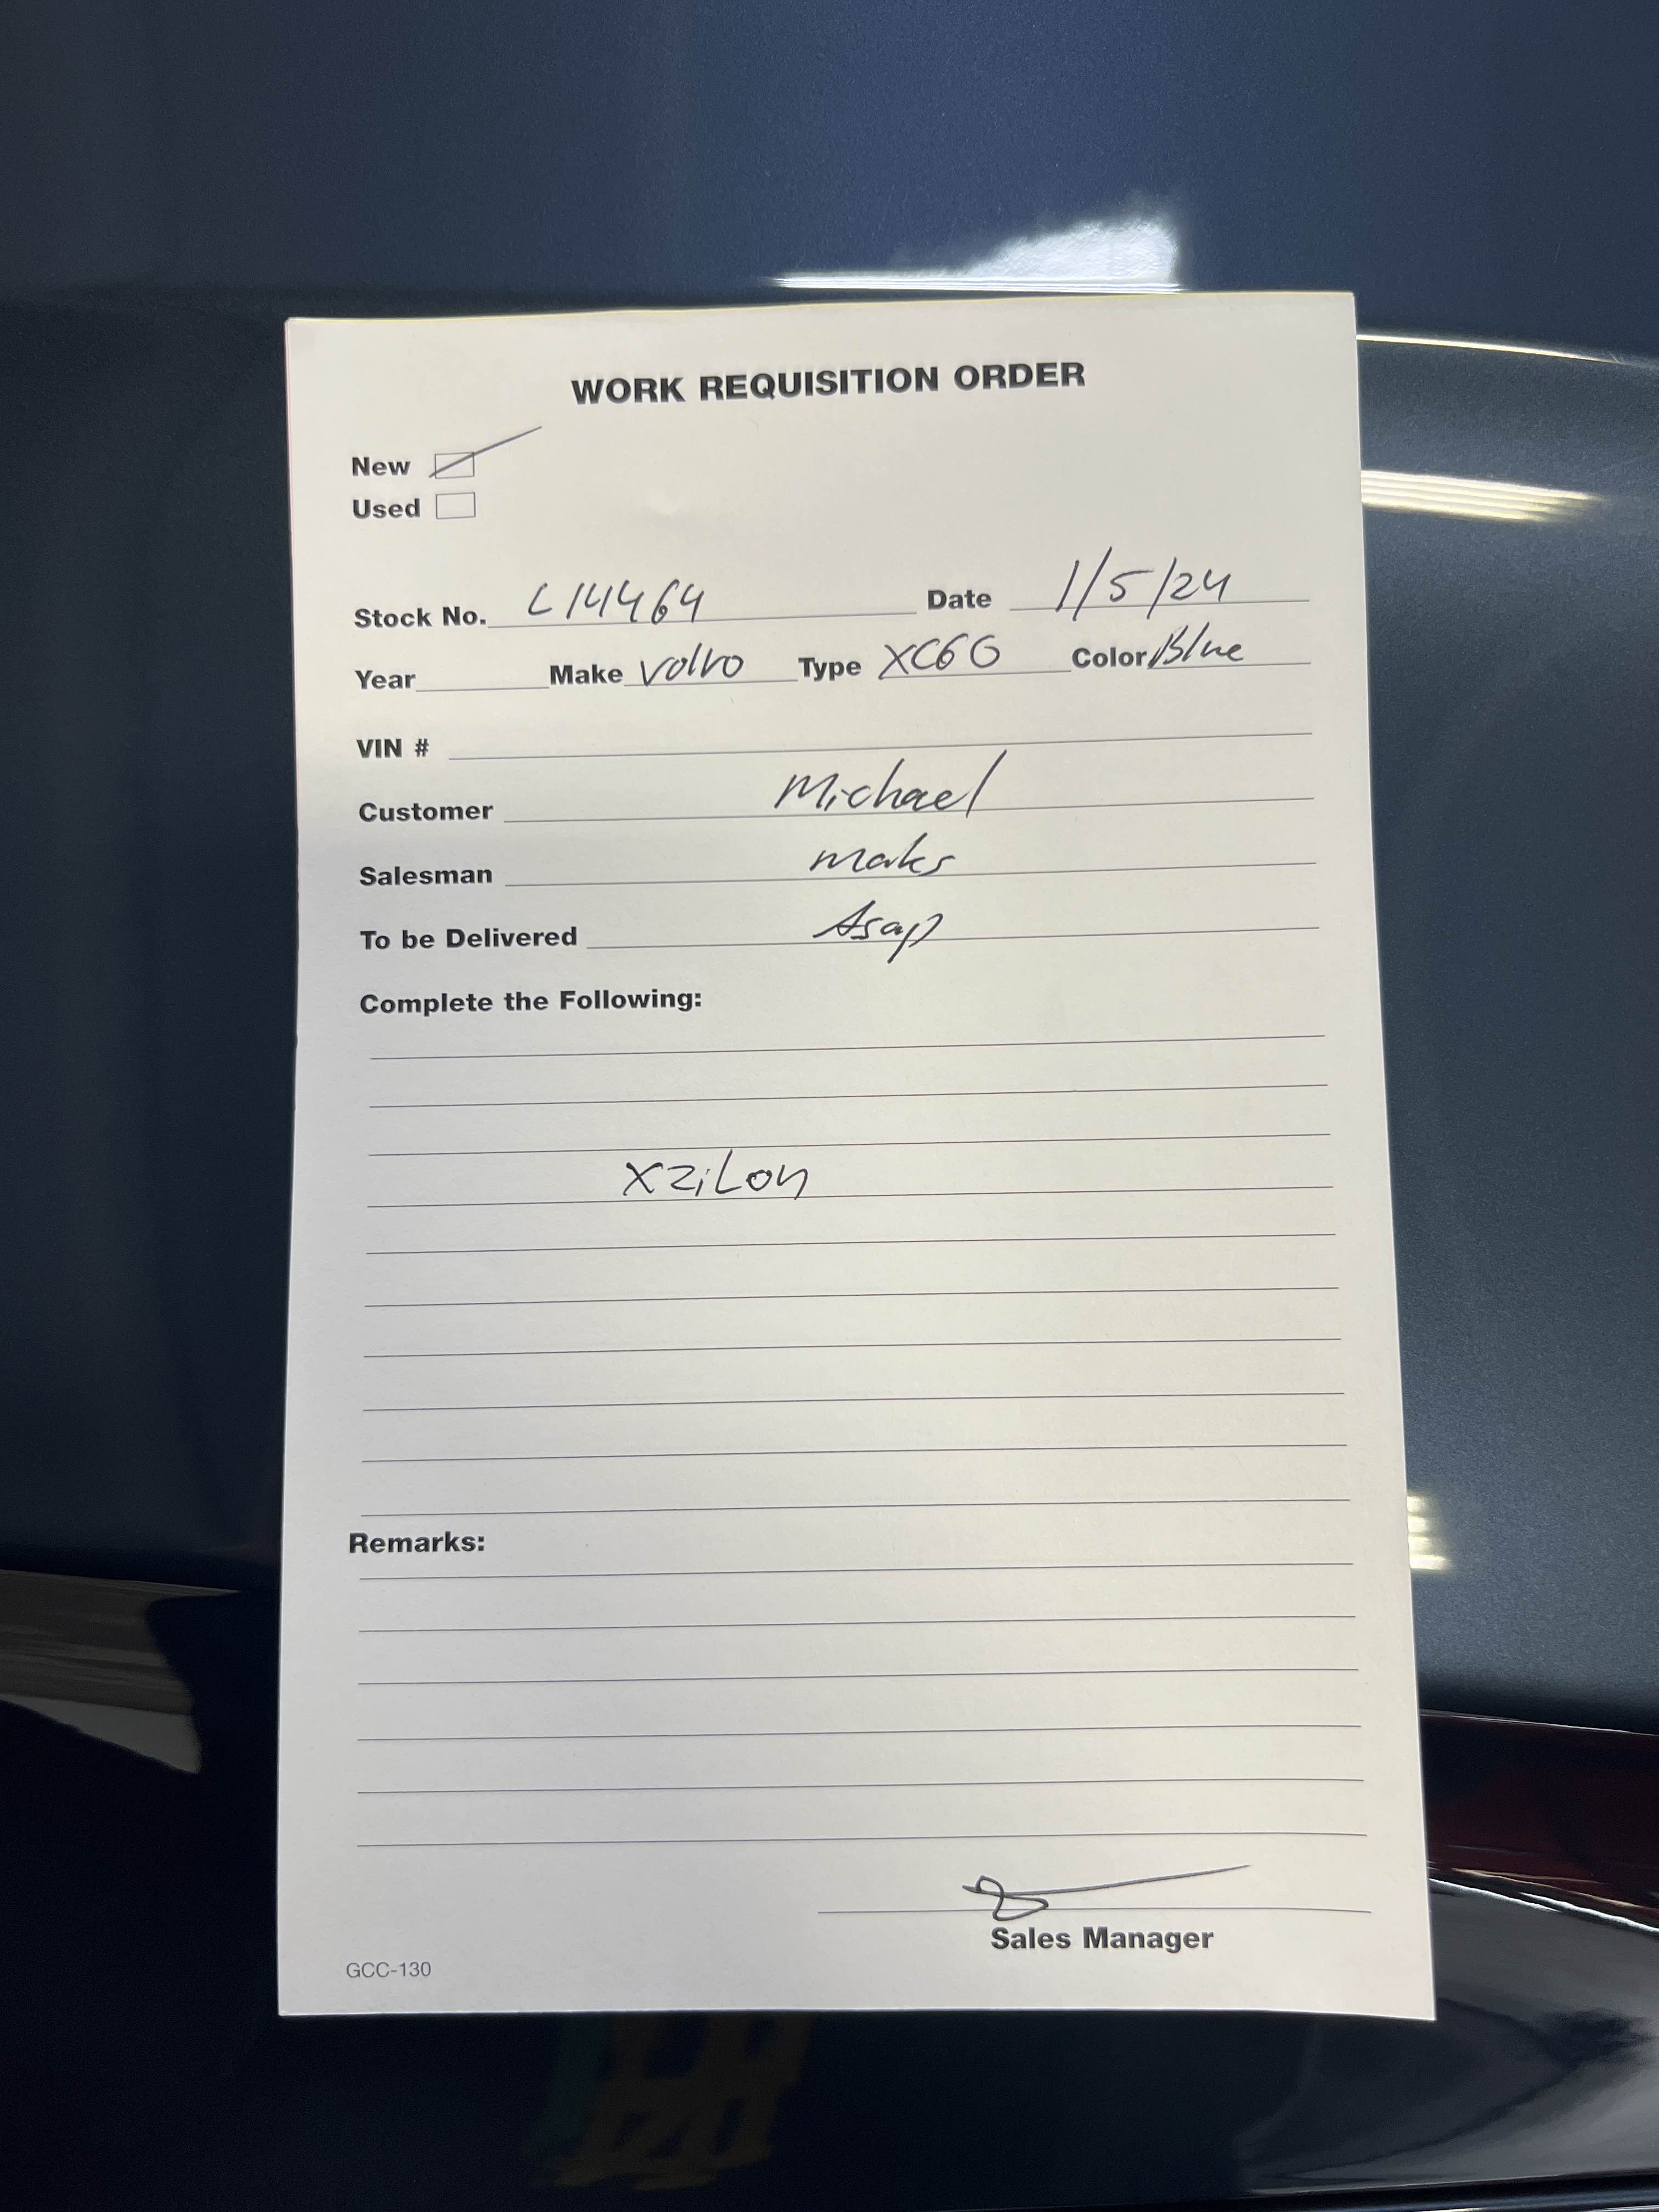 WORK REQUISITION ORDER
New
Used
Stock No. L14464 Date 1/5/24
Year Make Volvo Type XC60 Color Blue
VIN #
Customer Michael
Salesman Maks
To be Delivered Asap
Complete the Following:
XZiLon
Remarks:
Sales Manager
GCC-130